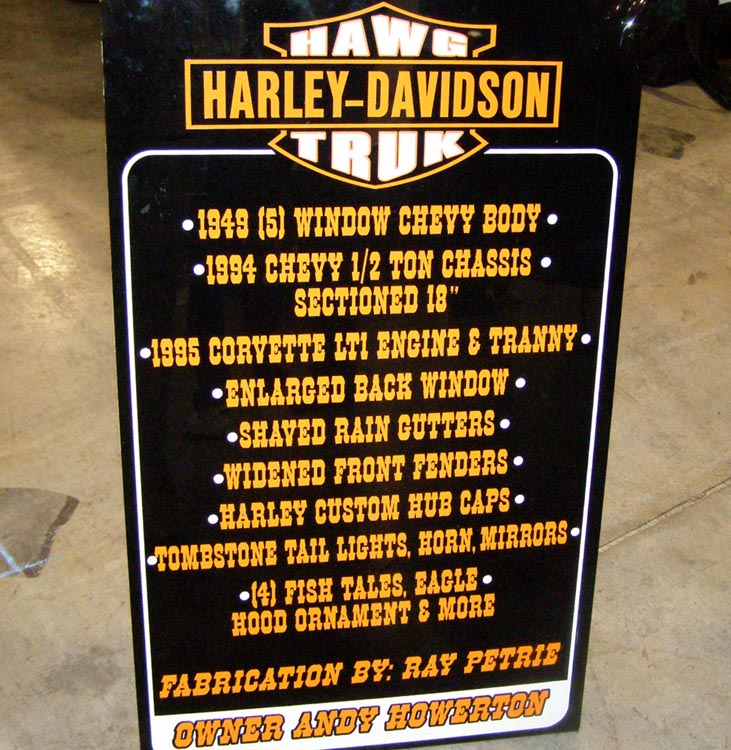 HAWG
HARLEY-DAVIDSON
TRUK
•1949 (5) WINDOW CHEVY BODY•
•1994 CHEVY 1/2 TON CHASSIS•
SECTIONED 18"
•1995 CORVETTE LT1 ENGINE & TRANNY•
•ENLARGED BACK WINDOW•
•SHAVED RAIN GUTTERS•
•WIDENED FRONT FENDERS•
•HARLEY CUSTOM HUB CAPS•
•TOMBSTONE TAIL LIGHTS, HORN, MIRRORS•
•(4) FISH TALES, EAGLE•
HOOD ORNAMENT & MORE
FABRICATION BY: RAY PETRIE
OWNER ANDY HOWERTON